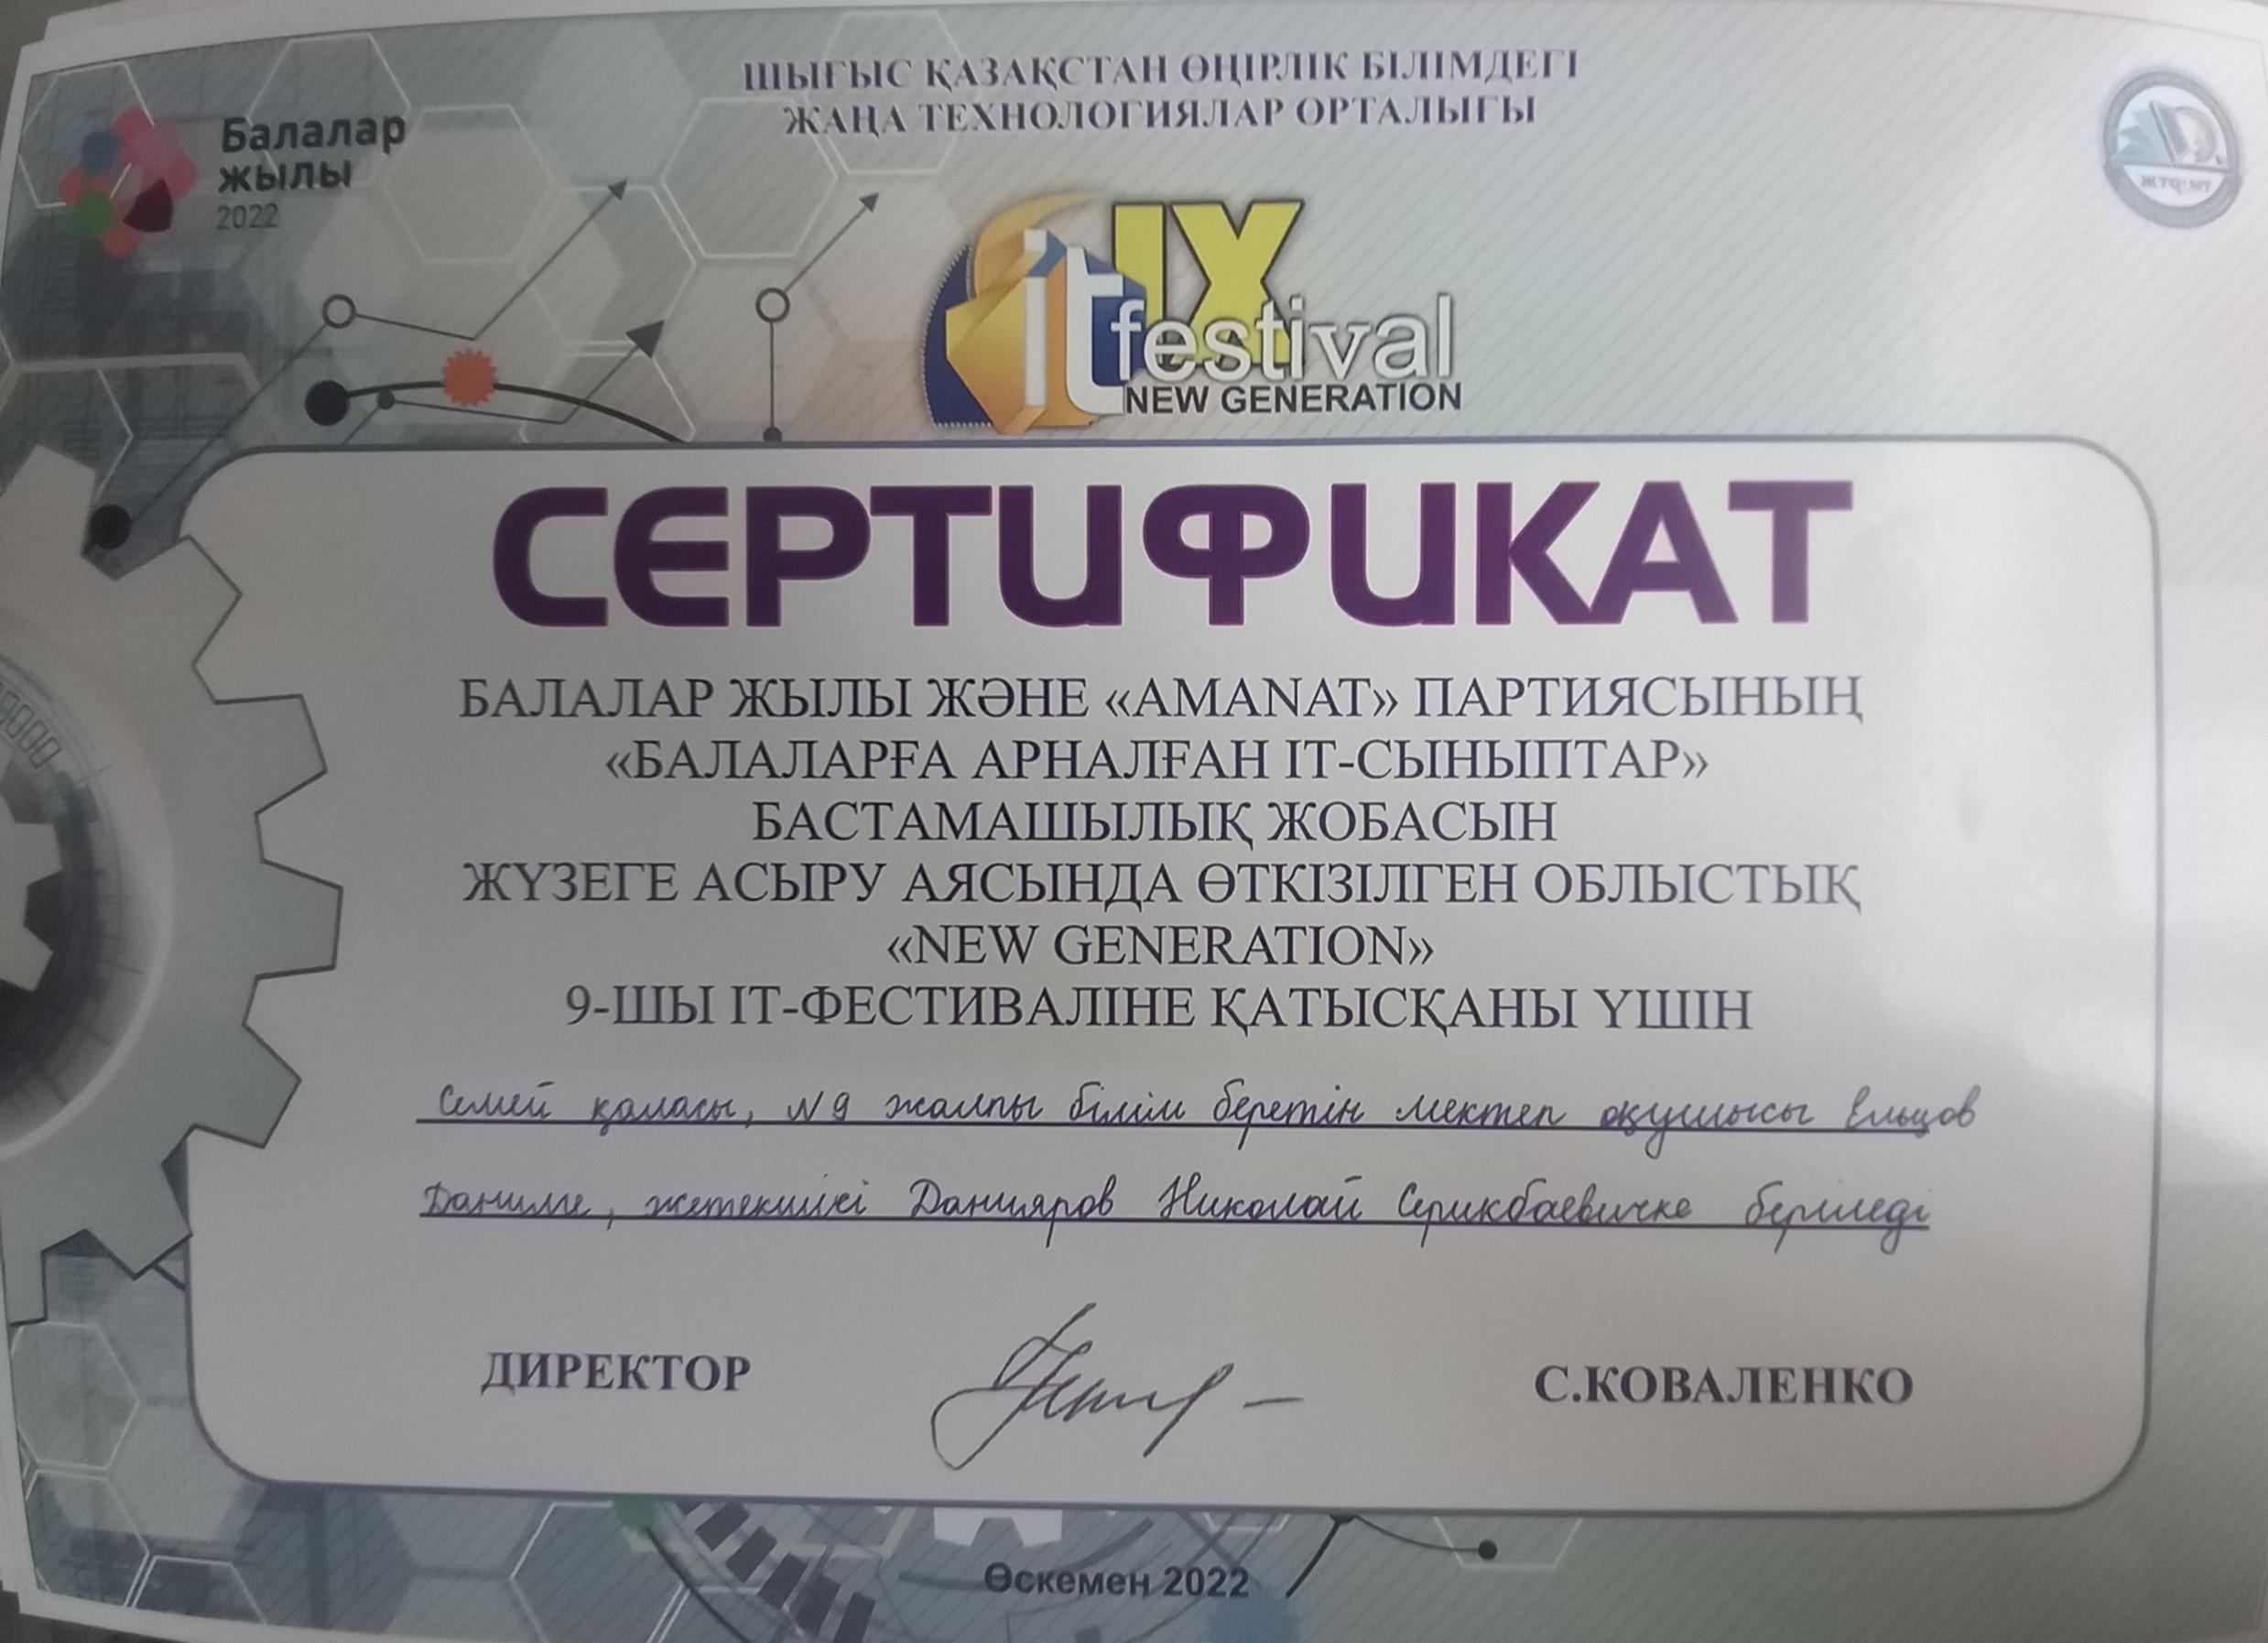 ШЫҒЫС ҚАЗАҚСТАН ӨҢІРЛІК БІЛІМДЕГІ
ЖАҢА ТЕХНОЛОГИЯЛАР ОРТАЛЫҒЫ
Балалар
жылы
2022
IX
it festival
NEW GENERATION
СЕРТИФИКАТ
БАЛАЛАР ЖЫЛЫ ЖӘНЕ «AMANAT» ПАРТИЯСЫНЫҢ
«БАЛАЛАРҒА АРНАЛҒАН IT-СЫНЫПТАР»
БАСТАМАШЫЛЫҚ ЖОБАСЫН
ЖҮЗЕГЕ АСЫРУ АЯСЫНДА ӨТКІЗІЛГЕН ОБЛЫСТЫҚ
«NEW GENERATION»
9-ШЫ IT-ФЕСТИВАЛІНЕ ҚАТЫСҚАНЫ ҮШІН
Семей қаласы, N9 жалпы білім беретін мектеп оқушысы Ельцов
Данилге, жетекшісі Данияров Николай Серикбаевичке беріледі
ДИРЕКТОР
С.КОВАЛЕНКО
Өскемен 2022